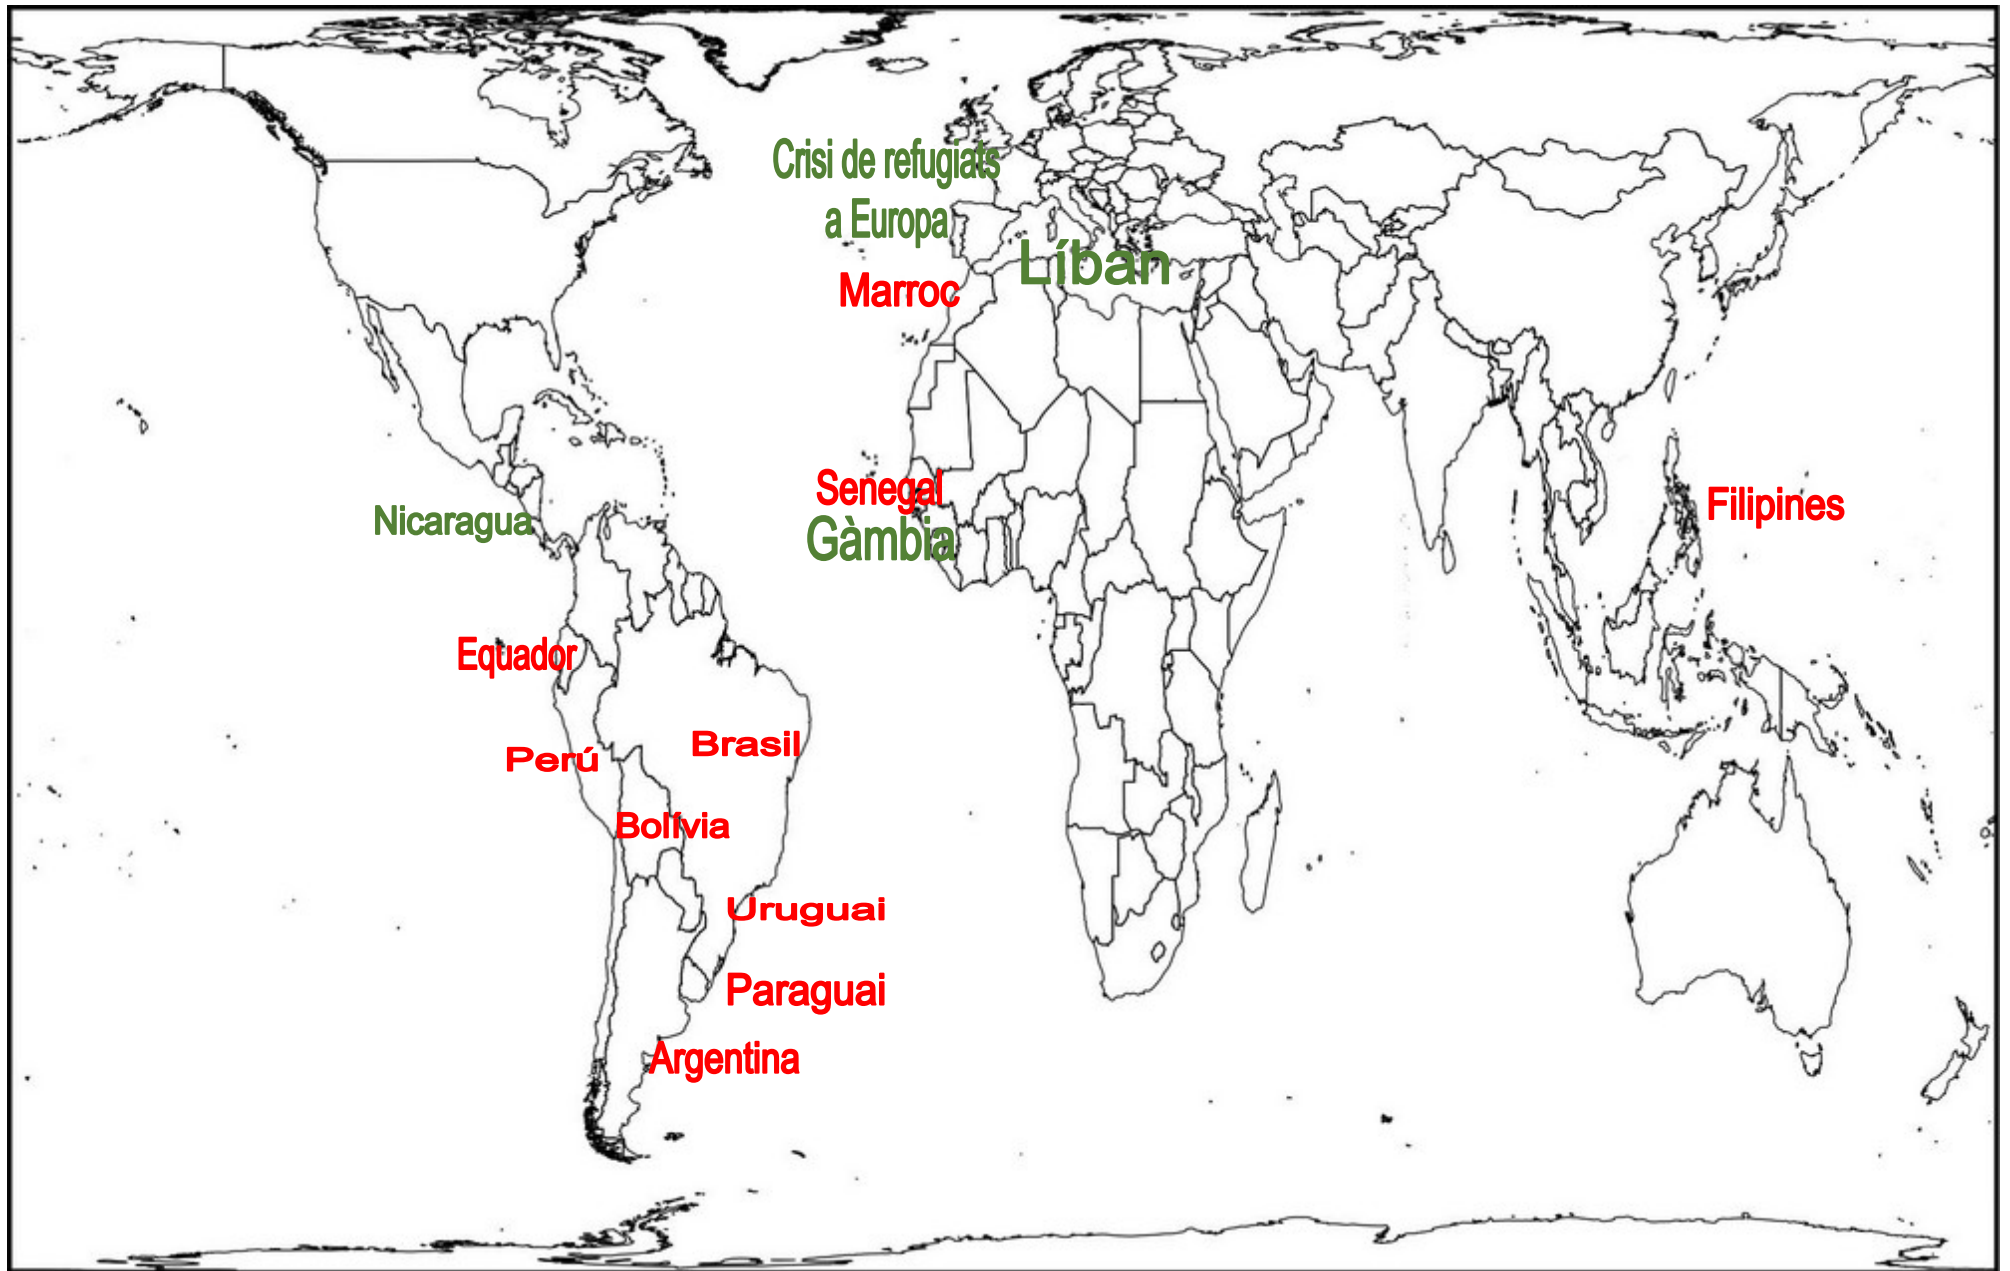 Crisi de refugiats
a Europa
Líban
Marroc
Senegal
Filipines
Nicaragua
Gàmbia
Equador
Brasil
Perú
Bolívia
Uruguai
Paraguai
Argentina